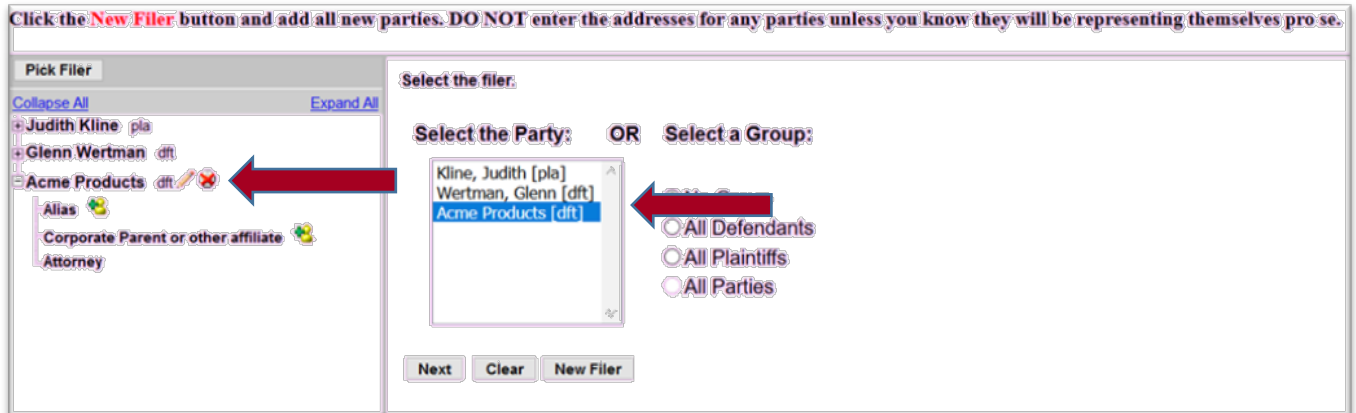 Click the New Filer button and add all new parties. DO NOT enter the addresses for any parties unless you know they will be representing themselves pro se.
Pick Filer
Collapse All Expand All
Judith Kline pla
Glenn Wertman dft
Acme Products dft
Alias
Corporate Parent or other affiliate
Attorney
Select the filer.
Select the Party: OR Select a Group:
Kline, Judith [pla]
Wertman, Glenn [dft]
Acme Products [dft]
All Defendants
All Plaintiffs
All Parties
Next Clear New Filer